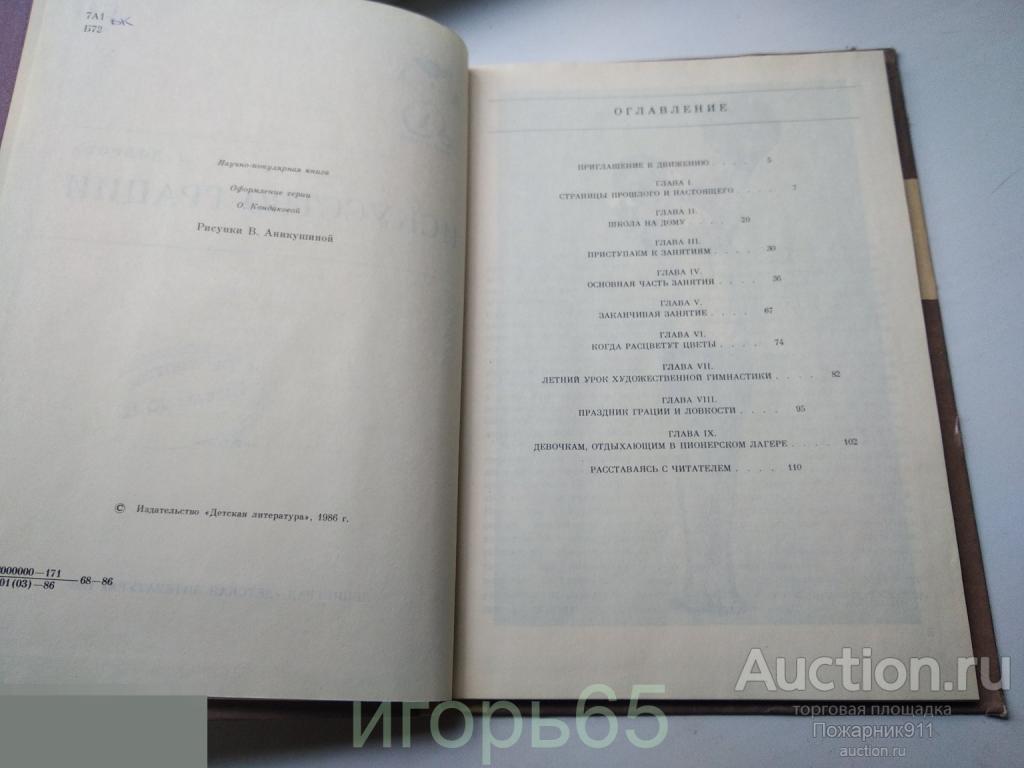 7А1
Б72
Научно-популярная книга
Оформление серии
О. Кондаковой
Рисунки В. Аникушиной
© Издательство «Детская литература», 1986 г.
000000—171
01(03)—86
68—86
ОГЛАВЛЕНИЕ
ПРИГЛАШЕНИЕ К ДВИЖЕНИЮ . . . . 5
ГЛАВА I.
СТРАНИЦЫ ПРОШЛОГО И НАСТОЯЩЕГО . . . . 7
ГЛАВА II.
ШКОЛА НА ДОМУ . . . . 20
ГЛАВА III.
ПРИСТУПАЕМ К ЗАНЯТИЯМ . . . . 30
ГЛАВА IV.
ОСНОВНАЯ ЧАСТЬ ЗАНЯТИЯ . . . . 36
ГЛАВА V.
ЗАКАНЧИВАЯ ЗАНЯТИЕ . . . . 67
ГЛАВА VI.
КОГДА РАСЦВЕТУТ ЦВЕТЫ . . . . 74
ГЛАВА VII.
ЛЕТНИЙ УРОК ХУДОЖЕСТВЕННОЙ ГИМНАСТИКИ . . . . 82
ГЛАВА VIII.
ПРАЗДНИК ГРАЦИИ И ЛОВКОСТИ . . . . 95
ГЛАВА IX.
ДЕВОЧКАМ, ОТДЫХАЮЩИМ В ПИОНЕРСКОМ ЛАГЕРЕ . . . . 102
РАССТАВАЯСЬ С ЧИТАТЕЛЕМ . . . . 110
Auction.ru
торговая площадка
Пожарник911
auction.ru
игорь65